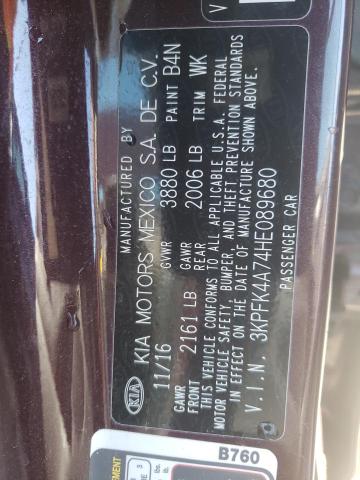 MANUFACTURED BY
KIA KIA MOTORS MEXICO S.A. DE C.V.
11/16 GVWR 3880 LB PAINT B4N
GAWR FRONT 2161 LB GAWR REAR 2006 LB TRIM WK
THIS VEHICLE CONFORMS TO ALL APPLICABLE U.S.A. FEDERAL
MOTOR VEHICLE SAFETY, BUMPER, AND THEFT PREVENTION STANDARDS
IN EFFECT ON THE DATE OF MANUFACTURE SHOWN ABOVE.
V.I.N. 3KPFK4A74HE089680
PASSENGER CAR
V
B760